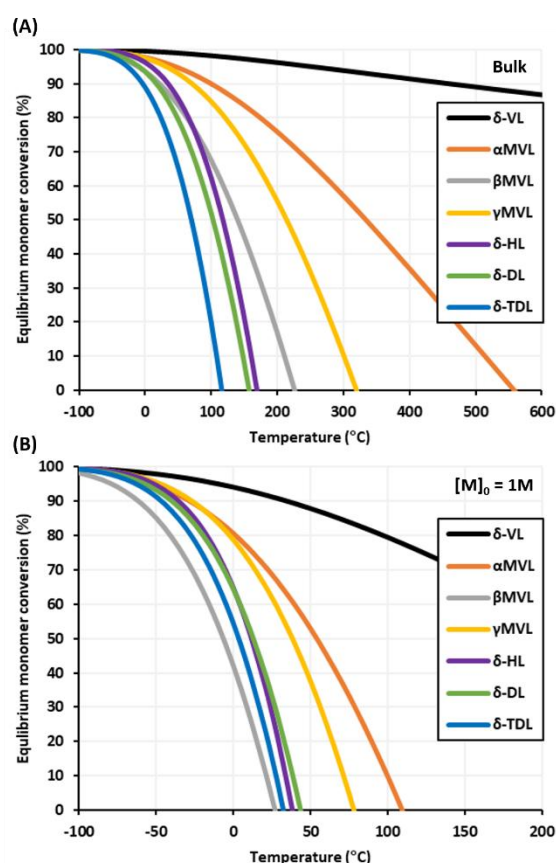 (A)
Bulk
Equlibrium monomer conversion (%)
100
90
80
70
60
50
40
30
20
10
0
δ-VL
αMVL
βMVL
γMVL
δ-HL
δ-DL
δ-TDL
-100
0
100
200
300
400
500
600
Temperature (°C)
(B)
[M]₀ = 1M
Equlibrium monomer conversion (%)
100
90
80
70
60
50
40
30
20
10
0
δ-VL
αMVL
βMVL
γMVL
δ-HL
δ-DL
δ-TDL
-100
-50
0
50
100
150
200
Temperature (°C)